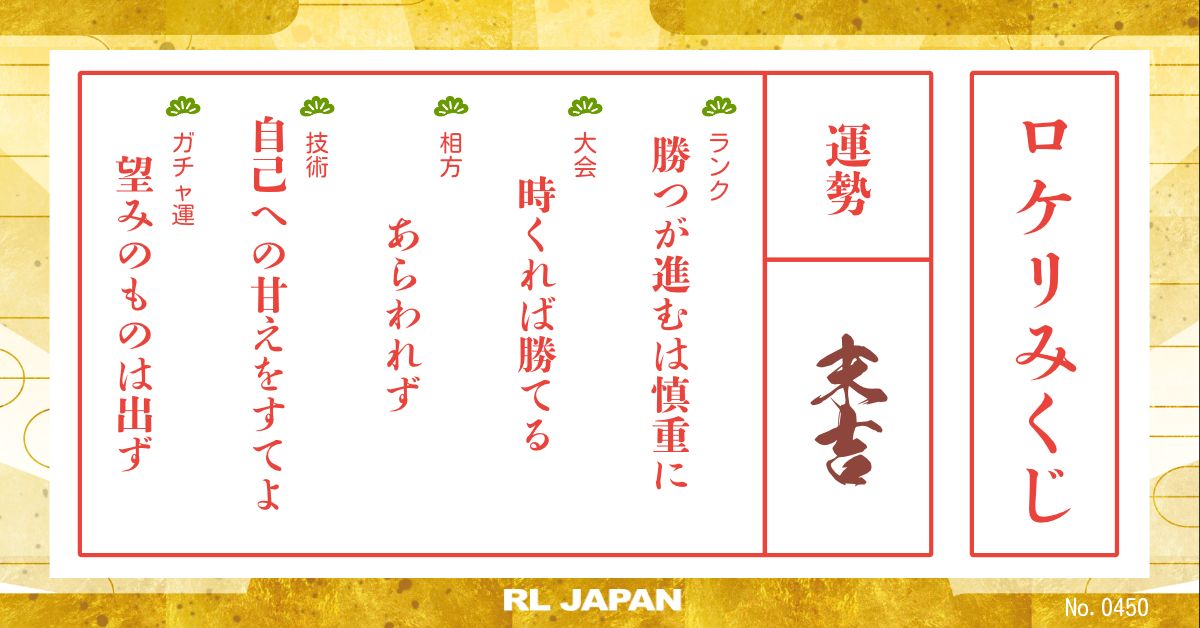 ロケリみくじ
運勢
末吉
ランク
勝つが進むは慎重に
大会
時くれば勝てる
相方
あらわれず
技術
自己への甘えをすてよ
ガチャ運
望みのものは出ず
RL JAPAN
No. 0450